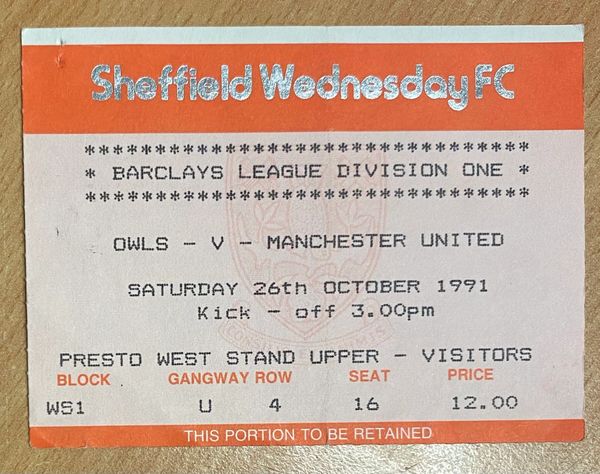 Sheffield Wednesday FC
**********************************
* BARCLAYS LEAGUE DIVISION ONE *
**********************************
OWLS - V - MANCHESTER UNITED
SATURDAY 26th OCTOBER 1991
Kick - off 3.00pm
PRESTO WEST STAND UPPER - VISITORS
BLOCK GANGWAY ROW SEAT PRICE
WS1 U 4 16 12.00
THIS PORTION TO BE RETAINED